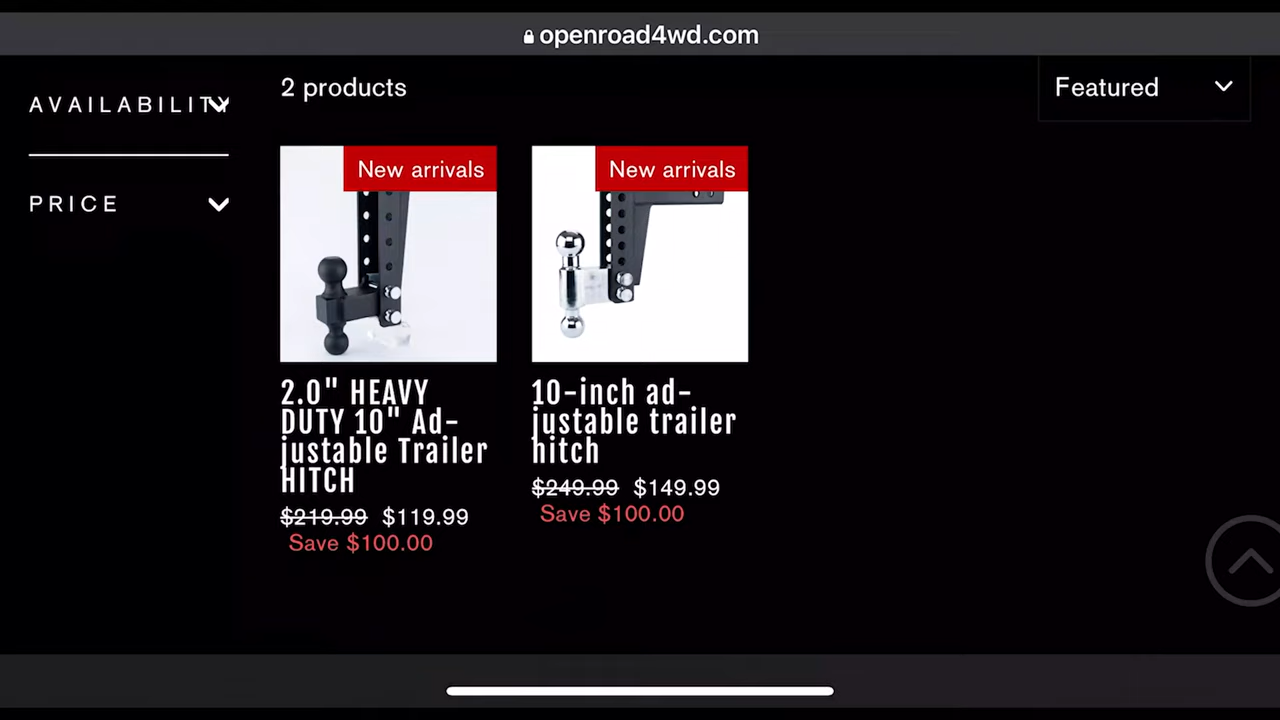 openroad4wd.com
AVAILABILITY
2 products
Featured
PRICE
New arrivals
New arrivals
2.0" HEAVY
DUTY 10" Ad-
justable Trailer
HITCH
$219.99 $119.99
Save $100.00
10-inch ad-
justable trailer
hitch
$249.99 $149.99
Save $100.00